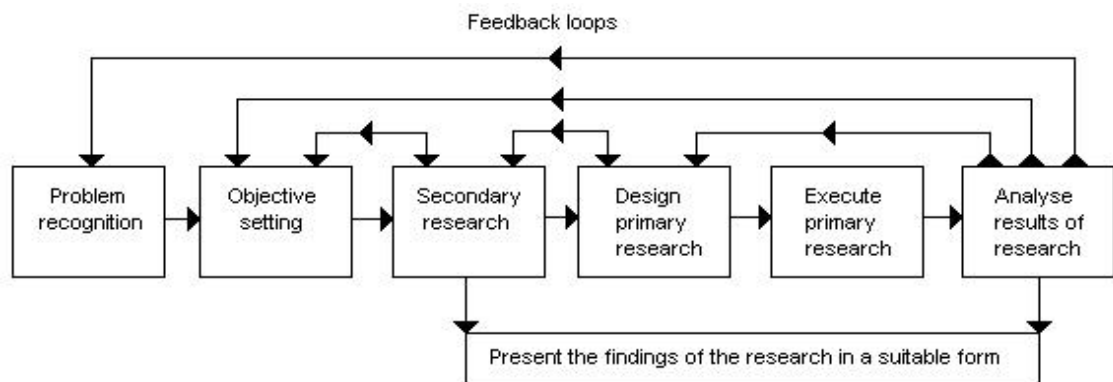 Feedback loops
Problem
recognition
Objective
setting
Secondary
research
Design
primary
research
Execute
primary
research
Analyse
results of
research
Present the findings of the research in a suitable form